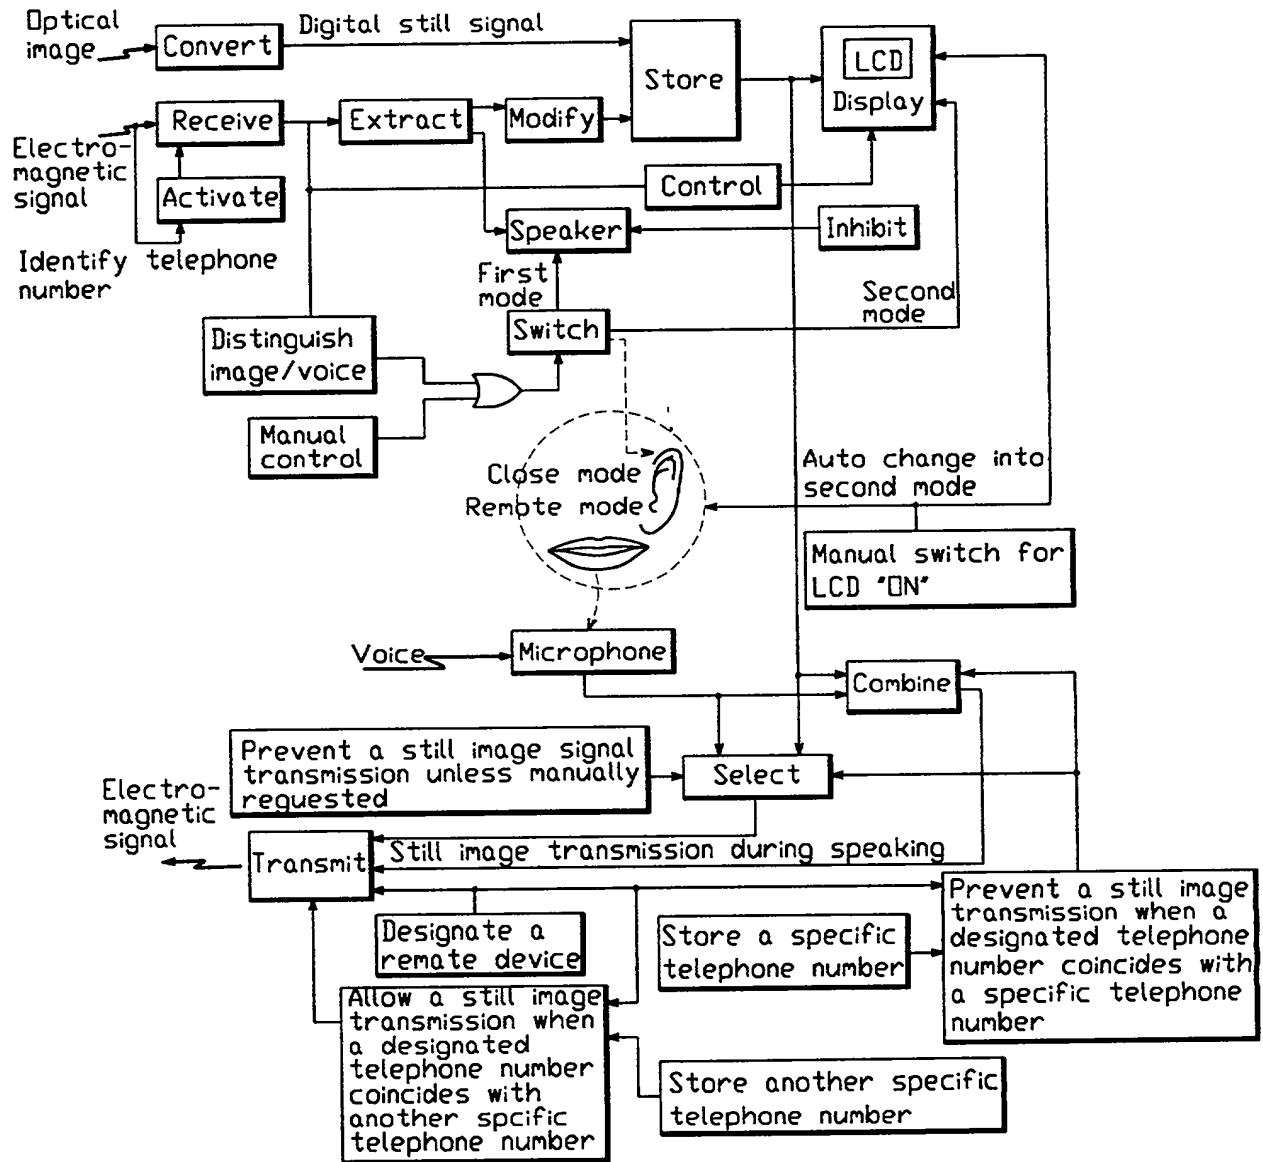 Optical
image
Convert
Digital still signal
Store
LCD
Display
Receive
Extract
Modify
Electro-
magnetic
signal
Activate
Control
Identify telephone
number
Speaker
Inhibit
First
mode
Second
mode
Switch
Distinguish
image/voice
Manual
control
Close mode
Remote mode
Auto change into
second mode
Manual switch for
LCD "ON"
Voice
Microphone
Combine
Prevent a still image signal
transmission unless manually
requested
Select
Electro-
magnetic
signal
Transmit
Still image transmission during speaking
Designate a
remate device
Store a specific
telephone number
Prevent a still image
transmission when a
designated telephone
number coincides with
a specific telephone
number
Allow a still image
transmission when
a designated
telephone number
coincides with
another spcific
telephone number
Store another specific
telephone number